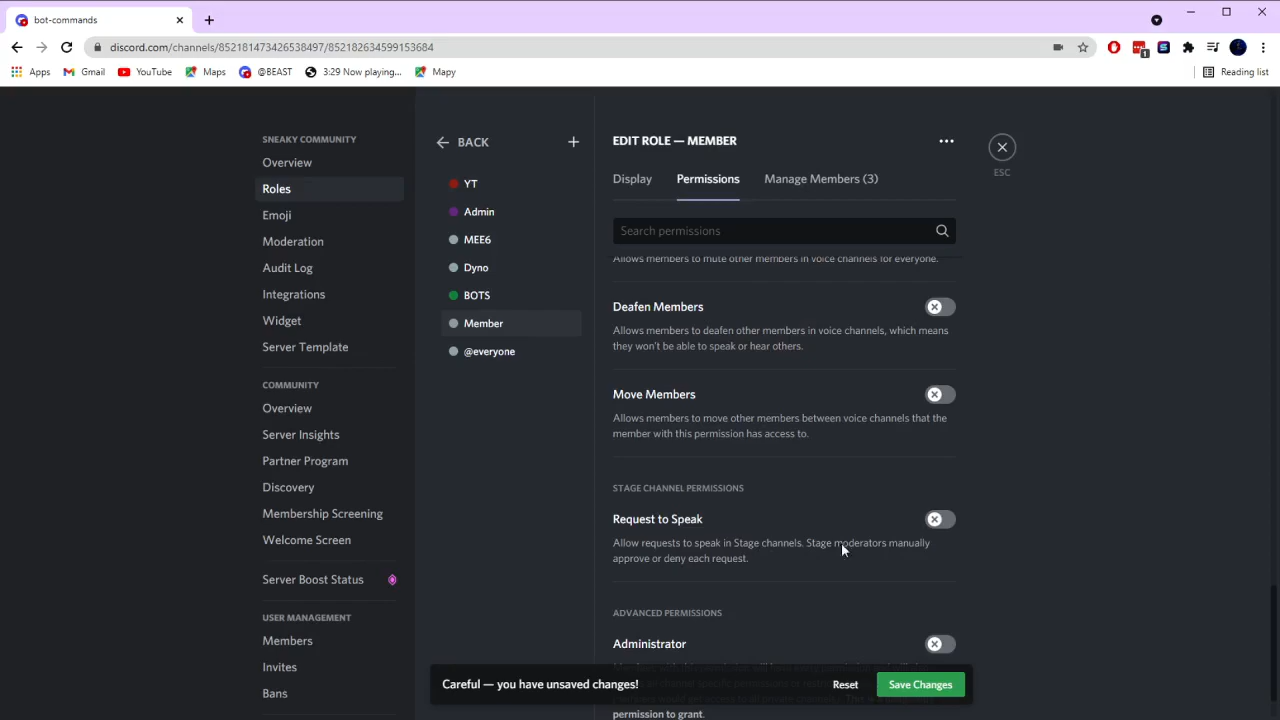 bot-commands
discord.com/channels/852181473426538497/852182634599153684
1
Apps
Gmail
YouTube
Maps
@BEAST
3:29 Now playing...
Mapy
Reading list
SNEAKY COMMUNITY
Overview
Roles
Emoji
Moderation
Audit Log
Integrations
Widget
Server Template
COMMUNITY
Overview
Server Insights
Partner Program
Discovery
Membership Screening
Welcome Screen
Server Boost Status
USER MANAGEMENT
Members
Invites
Bans
BACK
YT
Admin
MEE6
Dyno
BOTS
Member
@everyone
EDIT ROLE — MEMBER
ESC
Display
Permissions
Manage Members (3)
Search permissions
Allows members to mute other members in voice channels for everyone.
Deafen Members
Allows members to deafen other members in voice channels, which means
they won't be able to speak or hear others.
Move Members
Allows members to move other members between voice channels that the
member with this permission has access to.
STAGE CHANNEL PERMISSIONS
Request to Speak
Allow requests to speak in Stage channels. Stage moderators manually
approve or deny each request.
ADVANCED PERMISSIONS
Administrator
Careful — you have unsaved changes!
Reset
Save Changes
permission to grant.